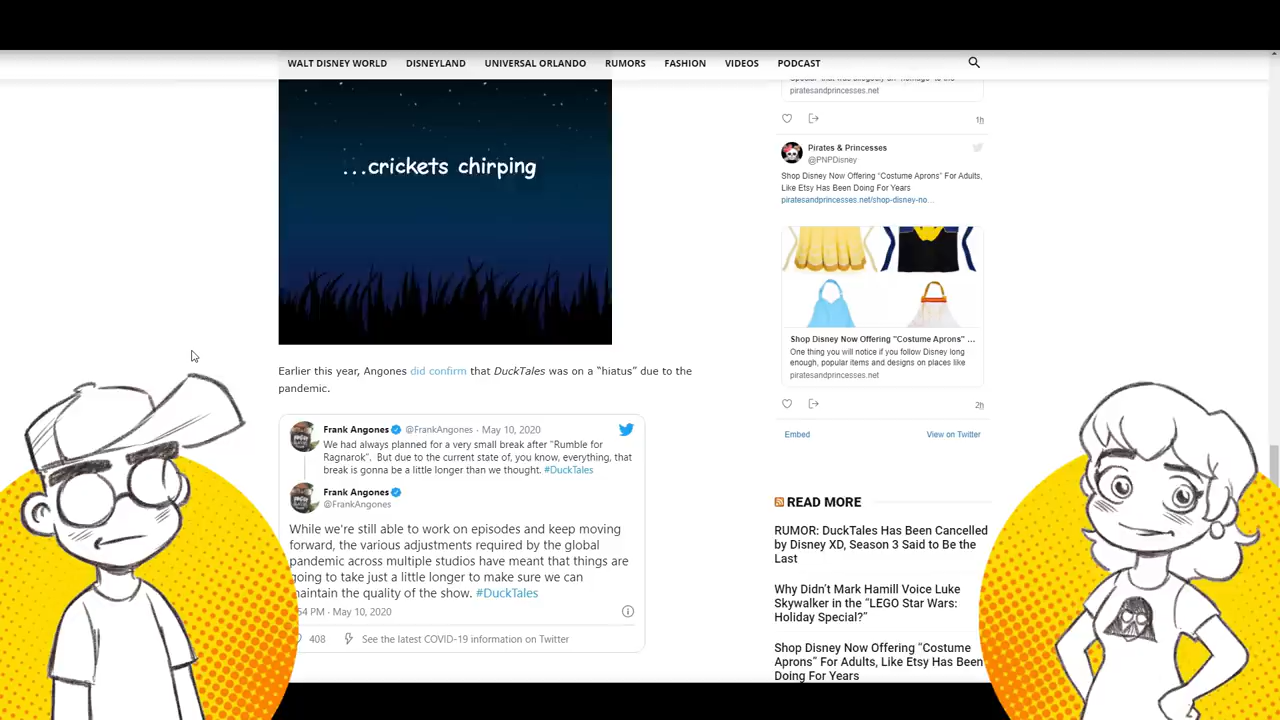 WALT DISNEY WORLD DISNEYLAND UNIVERSAL ORLANDO RUMORS FASHION VIDEOS PODCAST
...crickets chirping
Earlier this year, Angones did confirm that DuckTales was on a “hiatus” due to the
pandemic.
Frank Angones @FrankAngones · May 10, 2020
We had always planned for a very small break after "Rumble for
Ragnarok". But due to the current state of, you know, everything, that
break is gonna be a little longer than we thought. #DuckTales
Frank Angones
@FrankAngones
While we're still able to work on episodes and keep moving
forward, the various adjustments required by the global
pandemic across multiple studios have meant that things are
going to take just a little longer to make sure we can
maintain the quality of the show. #DuckTales
54 PM · May 10, 2020
408 See the latest COVID-19 information on Twitter
piratesandprincesses.net
1h
Pirates & Princesses
@PNPDisney
Shop Disney Now Offering "Costume Aprons" For Adults,
Like Etsy Has Been Doing For Years
piratesandprincesses.net/shop-disney-no...
Shop Disney Now Offering "Costume Aprons" ...
One thing you will notice if you follow Disney long
enough, popular items and designs on places like
piratesandprincesses.net
2h
Embed View on Twitter
READ MORE
RUMOR: DuckTales Has Been Cancelled
by Disney XD, Season 3 Said to Be the
Last
Why Didn’t Mark Hamill Voice Luke
Skywalker in the “LEGO Star Wars:
Holiday Special?”
Shop Disney Now Offering “Costume
Aprons” For Adults, Like Etsy Has Been
Doing For Years